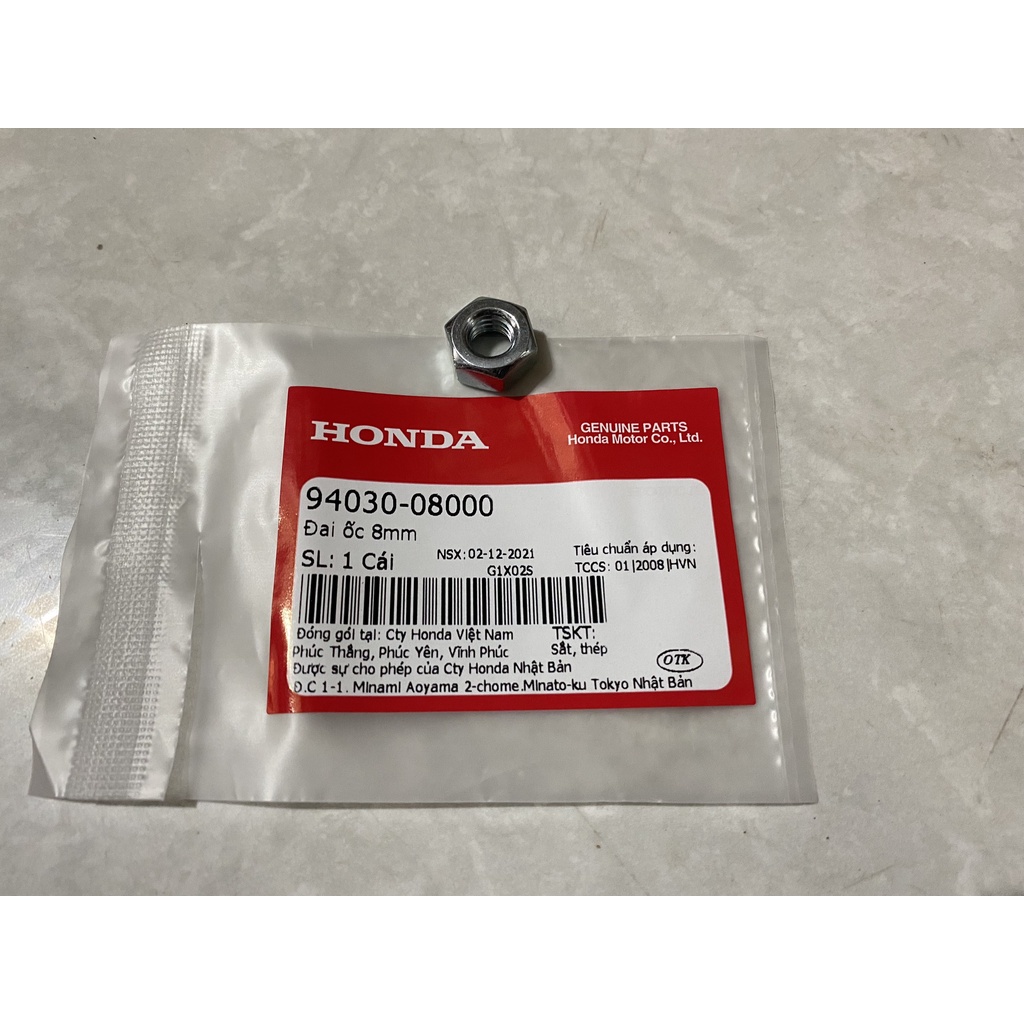 HONDA
GENUINE PARTS
Honda Motor Co., Ltd.
94030-08000
Đai ốc 8mm
SL: 1 Cái
NSX: 02-12-2021
G1X02S
Tiêu chuẩn áp dụng:
TCCS: 01|2008|HVN
Đóng gói tại: Cty Honda Việt Nam
Phúc Thắng, Phúc Yên, Vĩnh Phúc
TSKT:
Sắt, thép
Được sự cho phép của Cty Honda Nhật Bản
Đ.C 1-1. Minami Aoyama 2-chome.Minato-ku Tokyo Nhật Bản
OTK